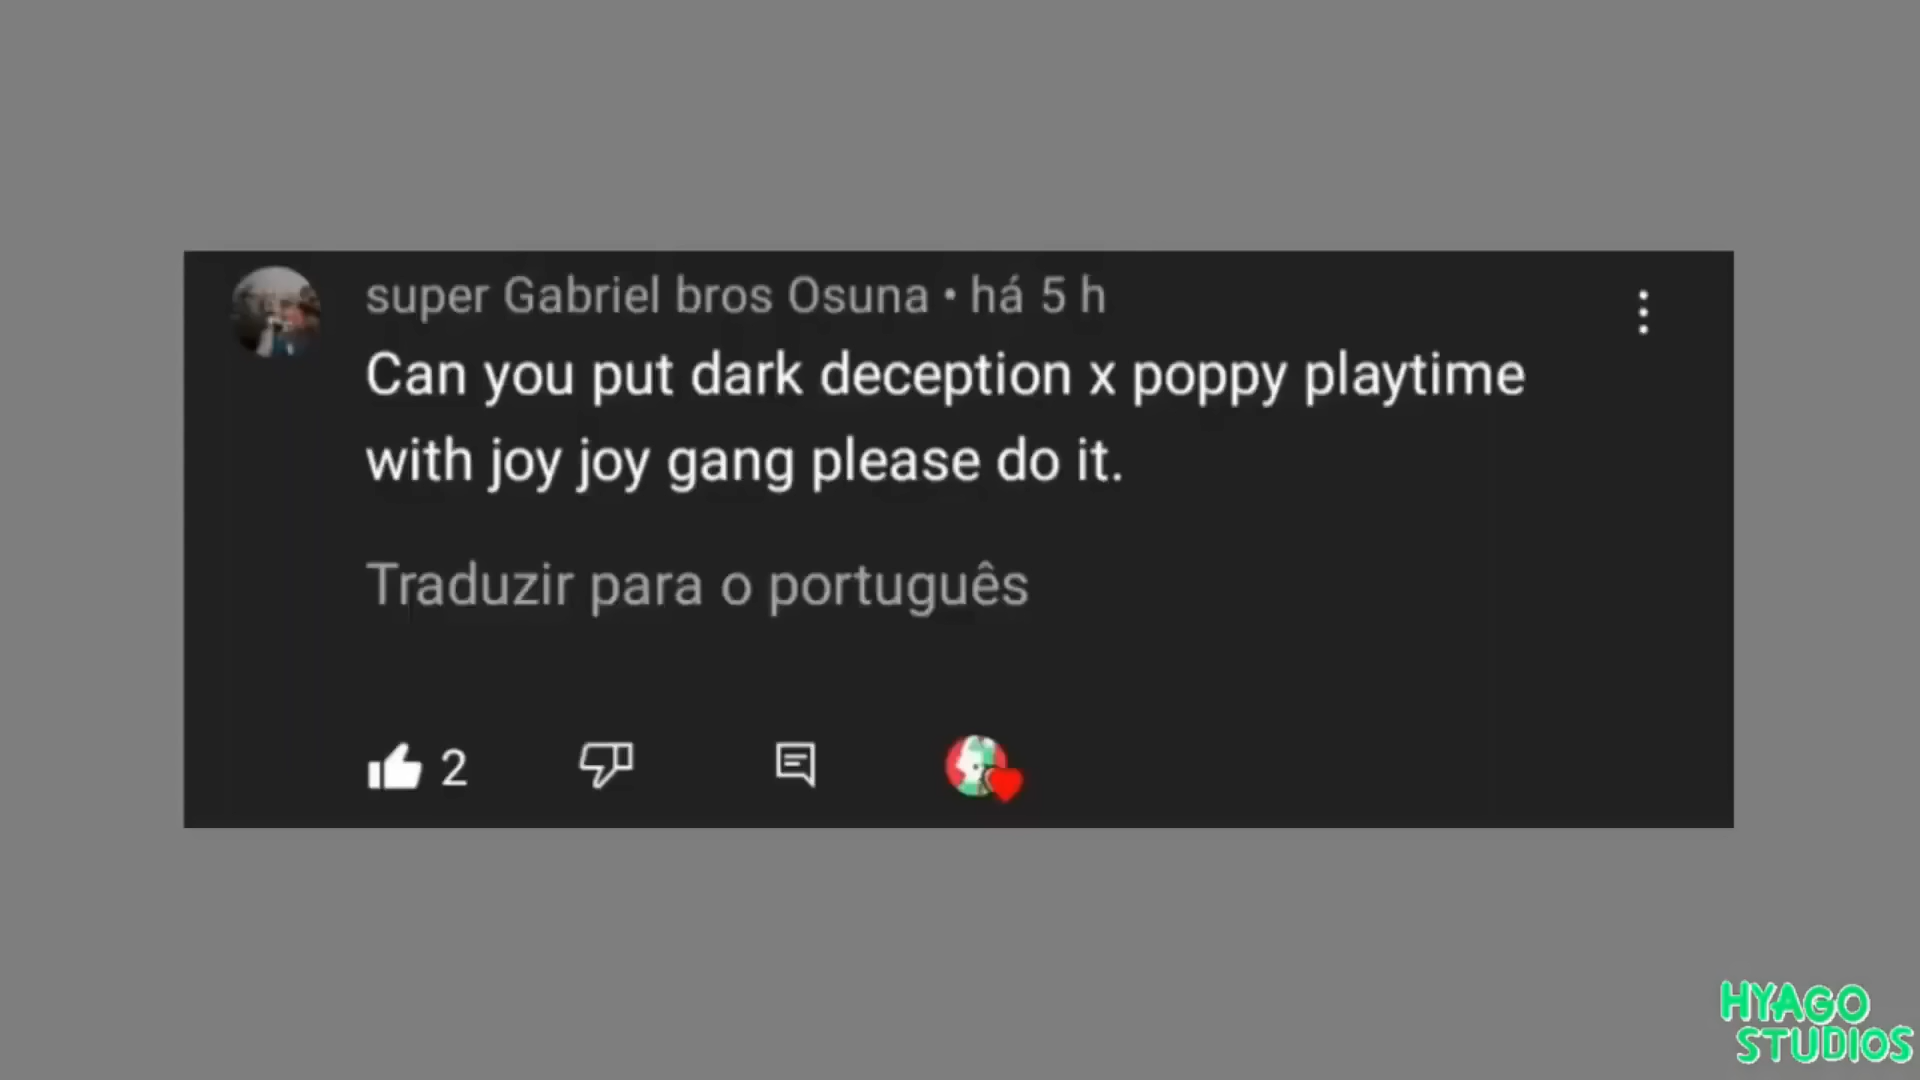 super Gabriel bros Osuna • há 5 h
Can you put dark deception x poppy playtime
with joy joy gang please do it.
Traduzir para o português
2
HYAGO
STUDIOS